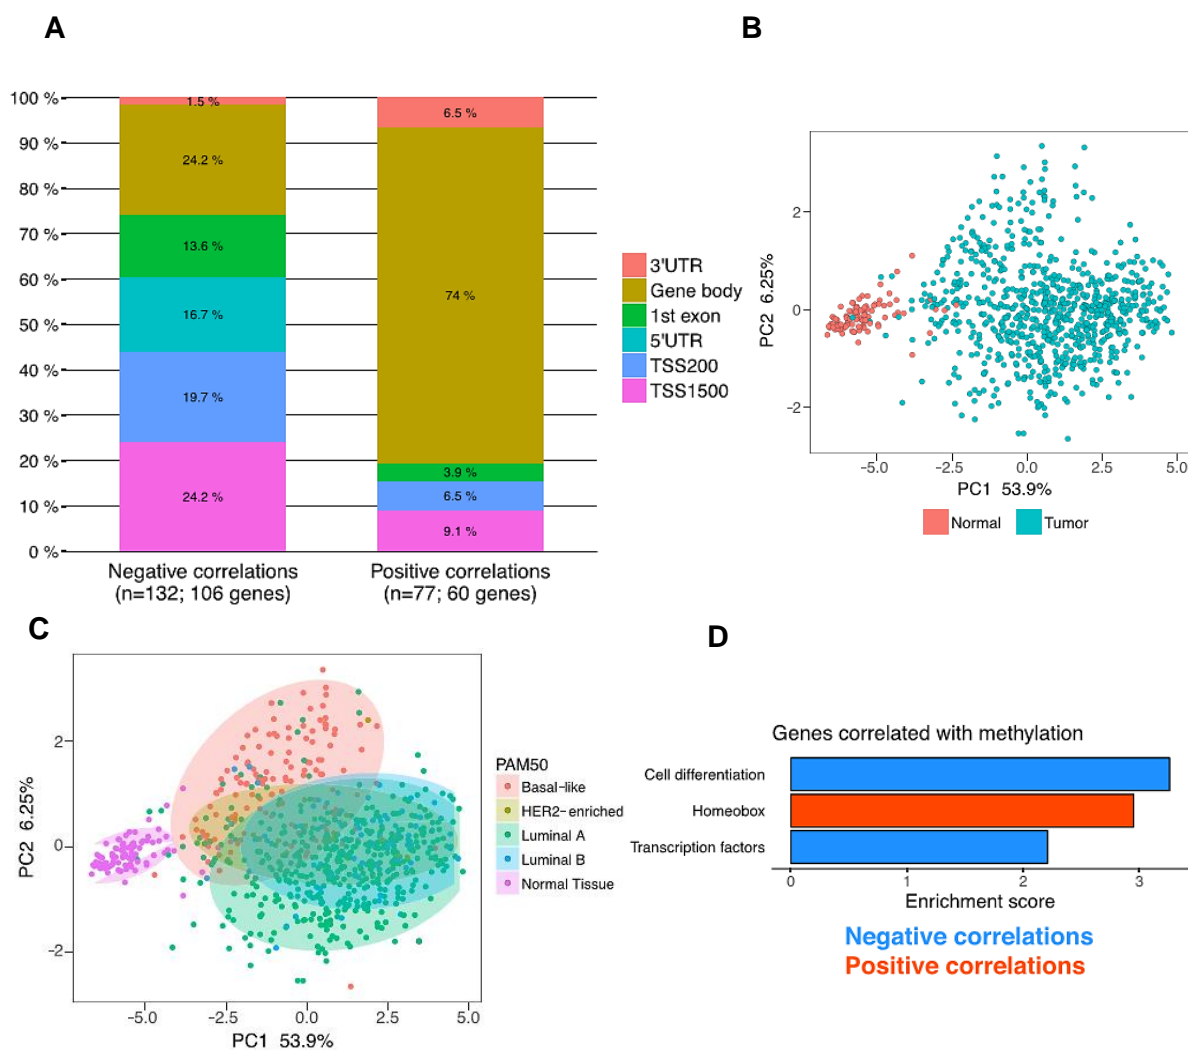 A
100 %
90 %
80 %
70 %
60 %
50 %
40 %
30 %
20 %
10 %
0 %
1.5 %
24.2 %
13.6 %
16.7 %
19.7 %
24.2 %
6.5 %
74 %
3.9 %
6.5 %
9.1 %
Negative correlations
(n=132; 106 genes)
Positive correlations
(n=77; 60 genes)
3'UTR
Gene body
1st exon
5'UTR
TSS200
TSS1500
B
PC2 6.25%
2
0
-2
-5.0 -2.5 0.0 2.5 5.0
PC1 53.9%
Normal Tumor
C
PC2 6.25%
2
0
-2
-5.0 -2.5 0.0 2.5 5.0
PC1 53.9%
PAM50
Basal-like
HER2-enriched
Luminal A
Luminal B
Normal Tissue
D
Genes correlated with methylation
Cell differentiation
Homeobox
Transcription factors
0 1 2 3
Enrichment score
Negative correlations
Positive correlations